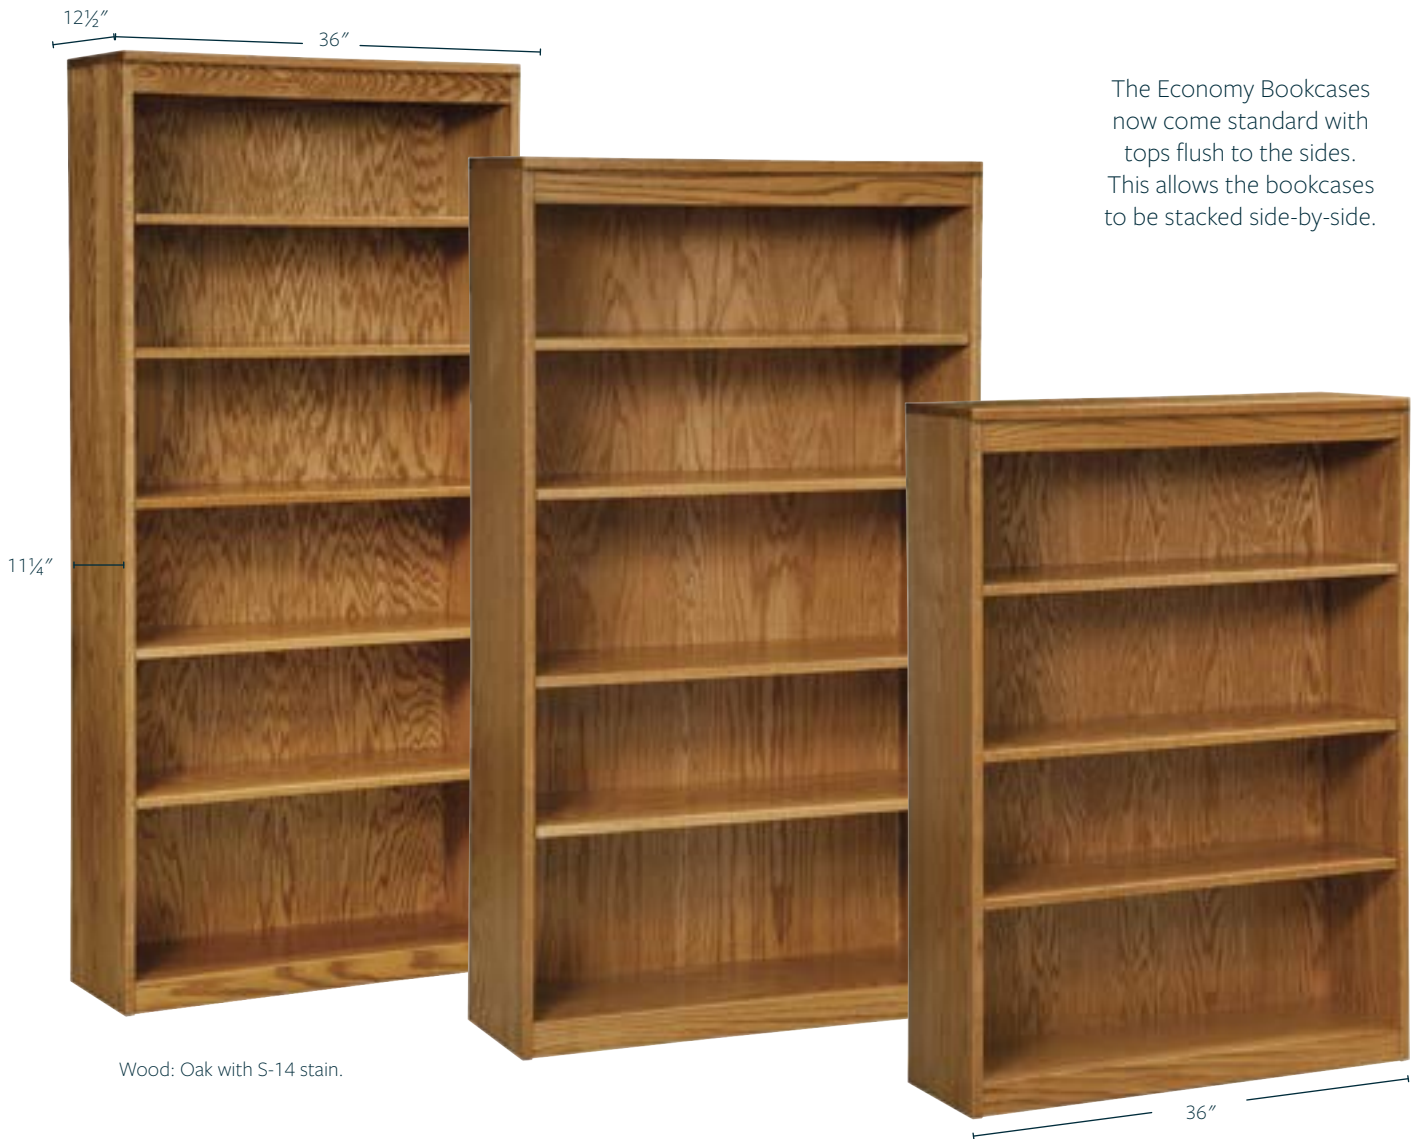 12½″
36″
The Economy Bookcases
now come standard with
tops flush to the sides.
This allows the bookcases
to be stacked side-by-side.
11¼″
Wood: Oak with S-14 stain.
36″